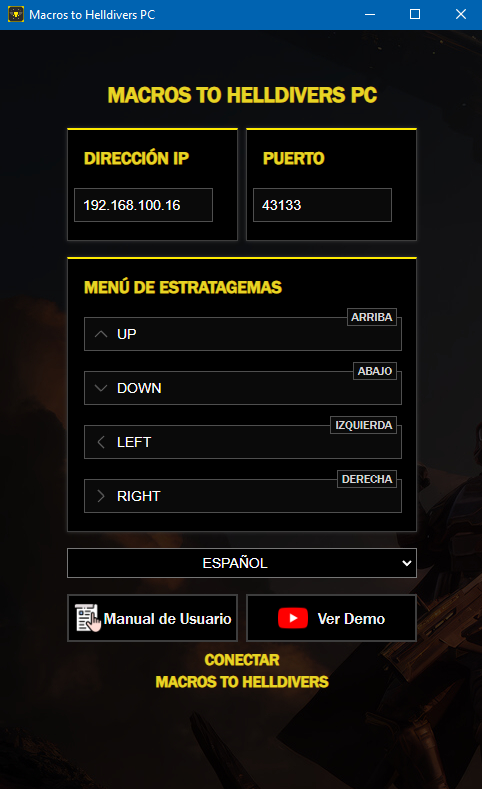 Macros to Helldivers PC
MACROS TO HELLDIVERS PC
DIRECCIÓN IP
192.168.100.16
PUERTO
43133
MENÚ DE ESTRATAGEMAS
ARRIBA
UP
ABAJO
DOWN
IZQUIERDA
LEFT
DERECHA
RIGHT
ESPAÑOL
Manual de Usuario
Ver Demo
CONECTAR
MACROS TO HELLDIVERS